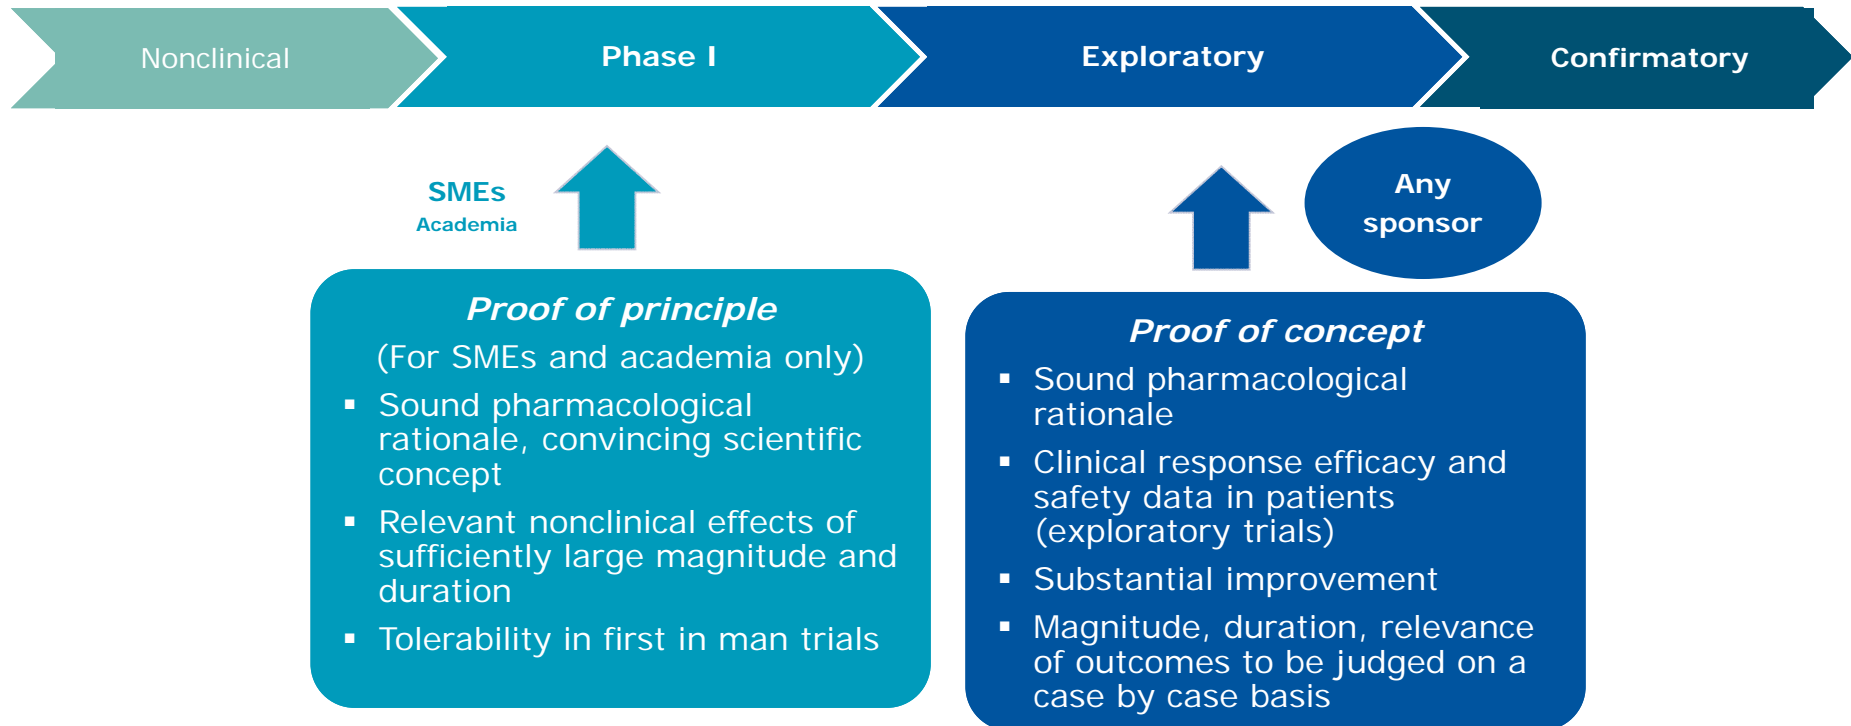 Nonclinical
Phase I
Exploratory
Confirmatory
SMEs
Academia
Any
sponsor
Proof of principle
(For SMEs and academia only)
▪ Sound pharmacological
rationale, convincing scientific
concept
▪ Relevant nonclinical effects of
sufficiently large magnitude and
duration
▪ Tolerability in first in man trials
Proof of concept
▪ Sound pharmacological
rationale
▪ Clinical response efficacy and
safety data in patients
(exploratory trials)
▪ Substantial improvement
▪ Magnitude, duration, relevance
of outcomes to be judged on a
case by case basis